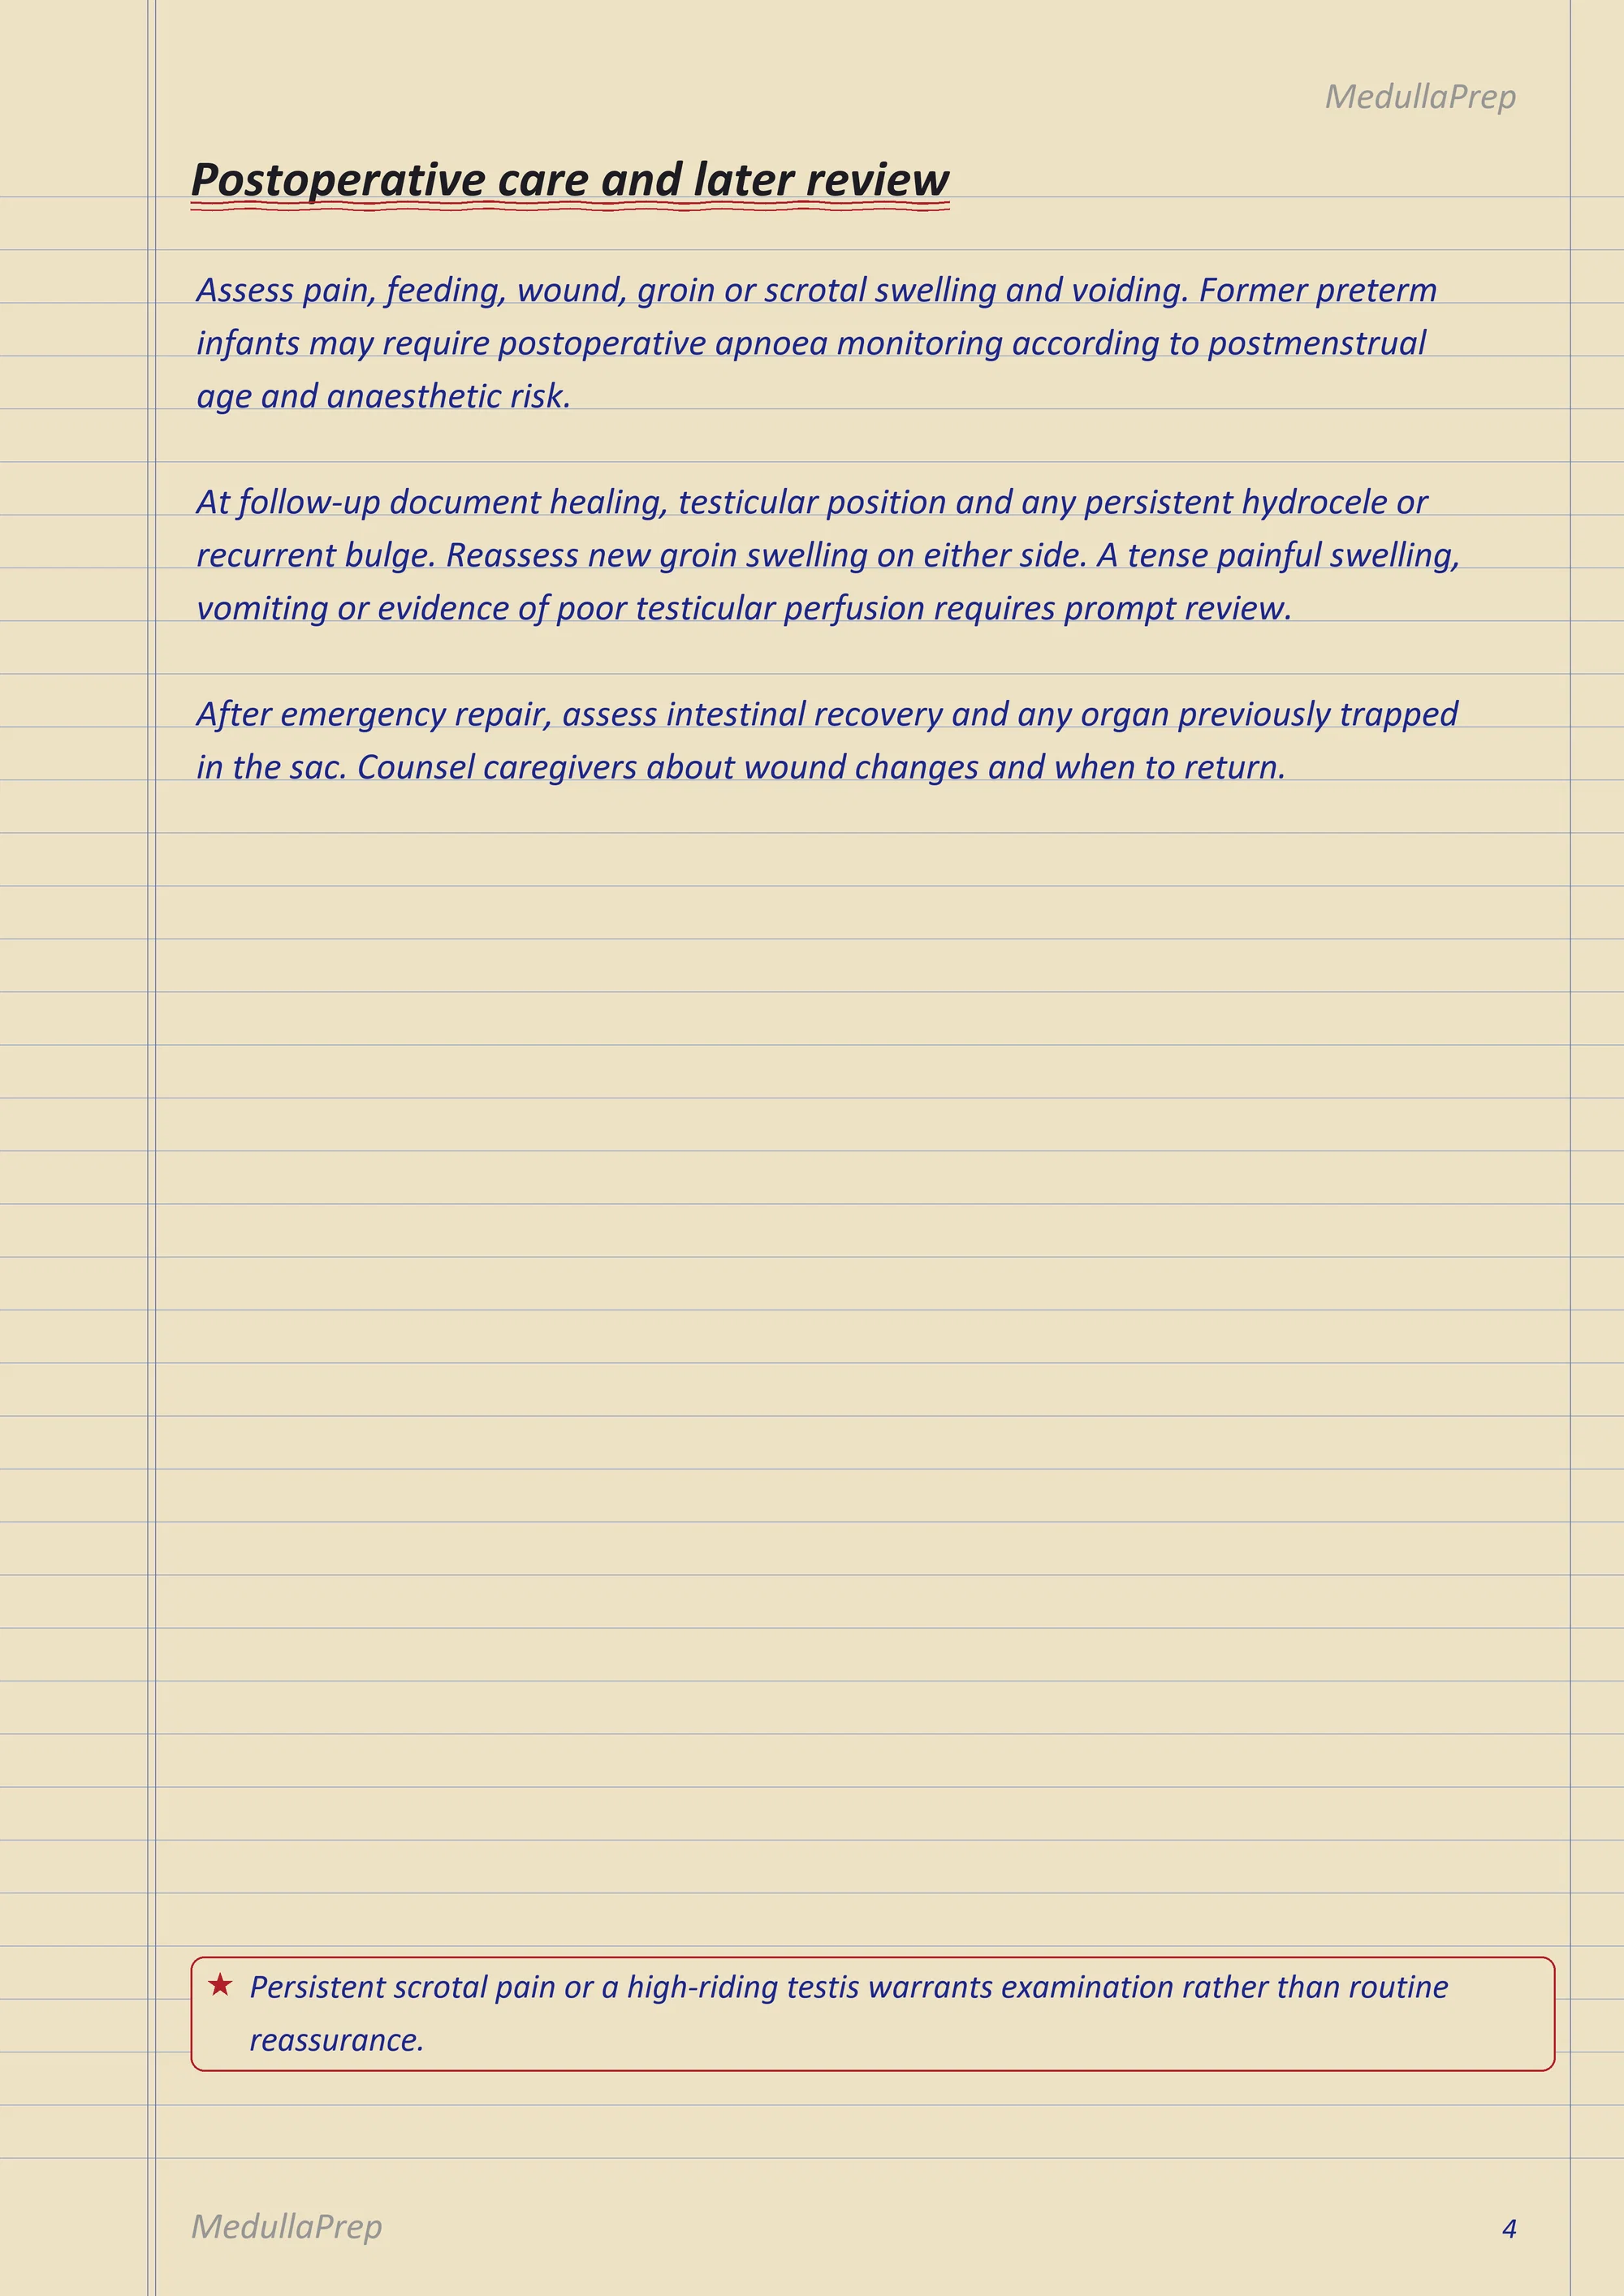 MedullaPrep
Postoperative care and later review
Assess pain, feeding, wound, groin or scrotal swelling and voiding. Former preterm
infants may require postoperative apnoea monitoring according to postmenstrual
age and anaesthetic risk.
At follow-up document healing, testicular position and any persistent hydrocele or
recurrent bulge. Reassess new groin swelling on either side. A tense painful swelling,
vomiting or evidence of poor testicular perfusion requires prompt review.
After emergency repair, assess intestinal recovery and any organ previously trapped
in the sac. Counsel caregivers about wound changes and when to return.
★ Persistent scrotal pain or a high-riding testis warrants examination rather than routine
reassurance.
MedullaPrep
4